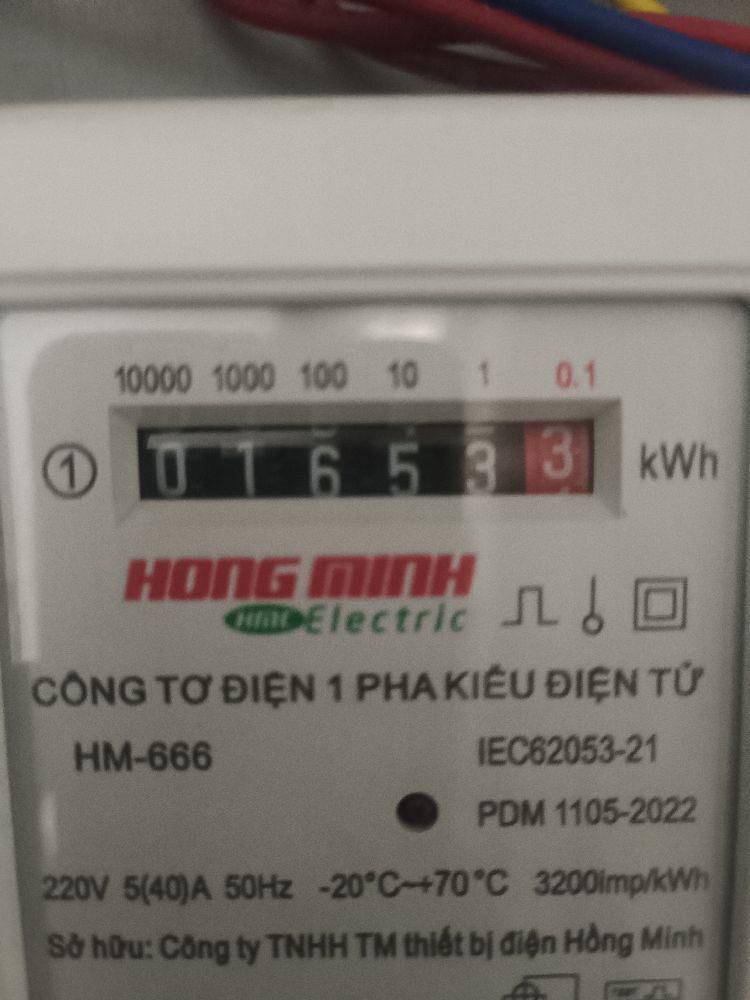 10000 1000 100 10 1 0.1
1 0 1 6 5 3 3 kWh
HONG MINH
HME Electric
CÔNG TƠ ĐIỆN 1 PHA KIỂU ĐIỆN TỬ
HM-666 IEC62053-21
PDM 1105-2022
220V 5(40)A 50Hz -20°C~+70°C 3200imp/kWh
Sở hữu: Công ty TNHH TM thiết bị điện Hồng Minh